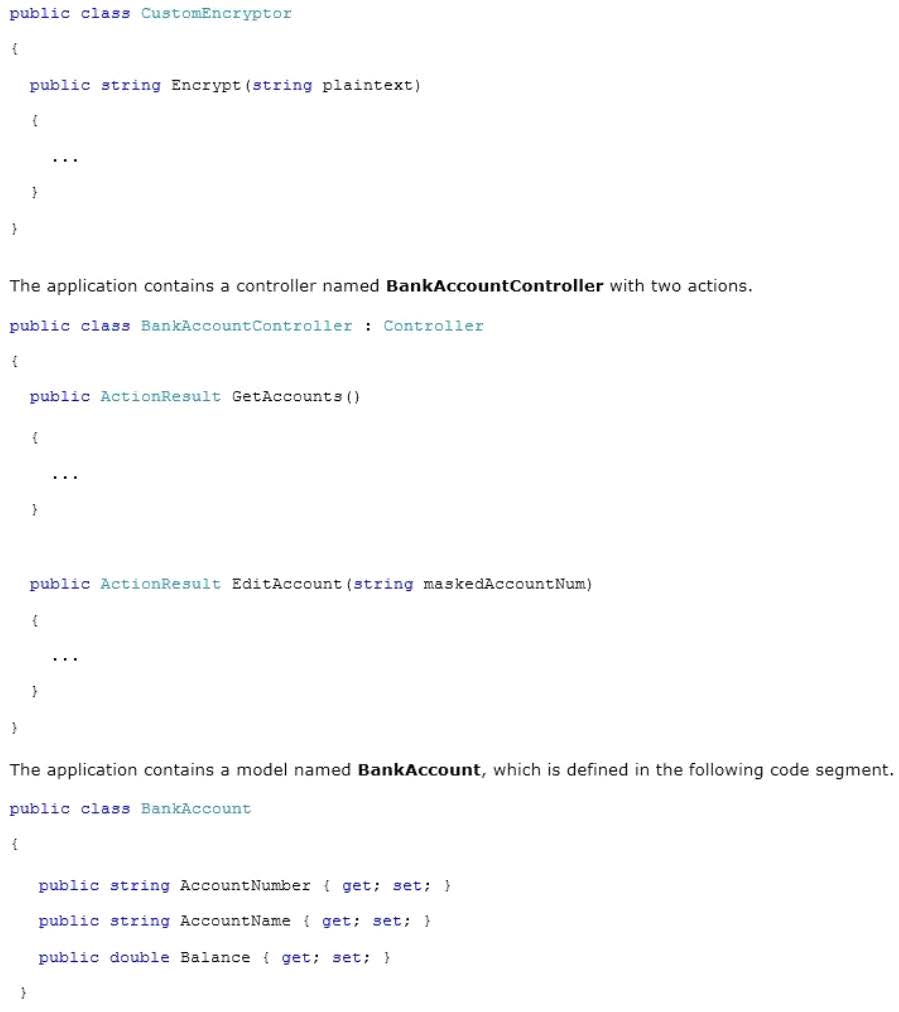 public class CustomEncryptor
{
public string Encrypt(string plaintext)
{
...
}
}
The application contains a controller named BankAccountController with two actions.
public class BankAccountController : Controller
{
public ActionResult GetAccounts()
{
...
}
public ActionResult EditAccount(string maskedAccountNum)
{
...
}
}
The application contains a model named BankAccount, which is defined in the following code segment.
public class BankAccount
{
public string AccountNumber { get; set; }
public string AccountName { get; set; }
public double Balance { get; set; }
}